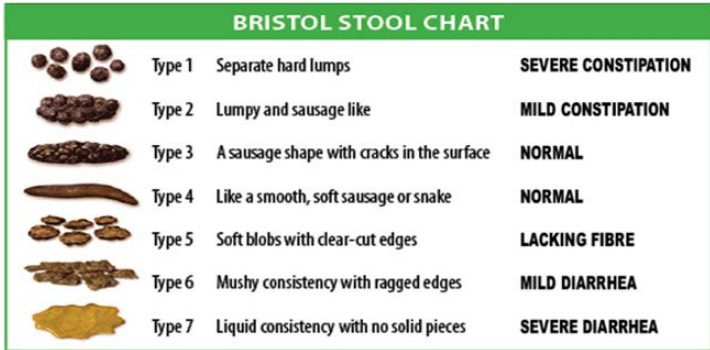 BRISTOL STOOL CHART
Type 1 Separate hard lumps SEVERE CONSTIPATION
Type 2 Lumpy and sausage like MILD CONSTIPATION
Type 3 A sausage shape with cracks in the surface NORMAL
Type 4 Like a smooth, soft sausage or snake NORMAL
Type 5 Soft blobs with clear-cut edges LACKING FIBRE
Type 6 Mushy consistency with ragged edges MILD DIARRHEA
Type 7 Liquid consistency with no solid pieces SEVERE DIARRHEA